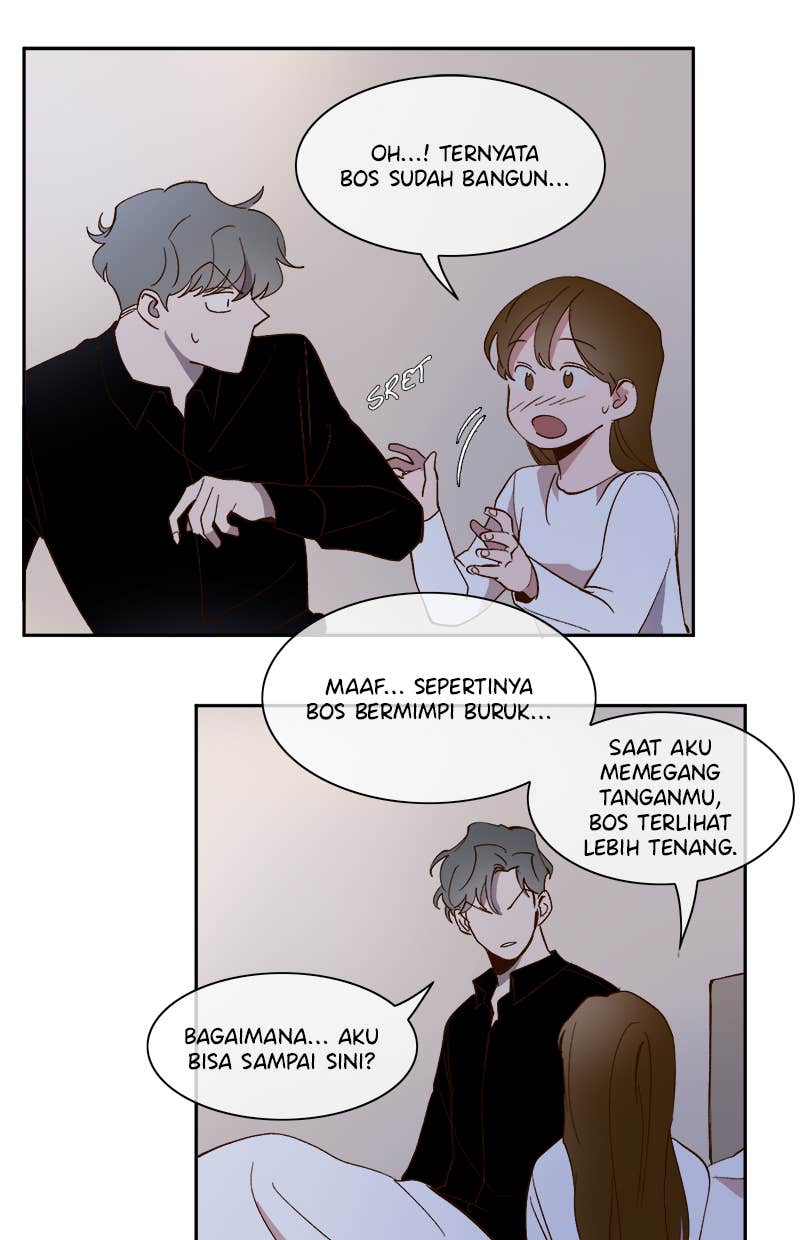 OH...! TERNYATA
BOS SUDAH BANGUN...
SRET
MAAF... SEPERTINYA
BOS BERMIMPI BURUK...
SAAT AKU
MEMEGANG
TANGANMU,
BOS TERLIHAT
LEBIH TENANG.
BAGAIMANA... AKU
BISA SAMPAI SINI?